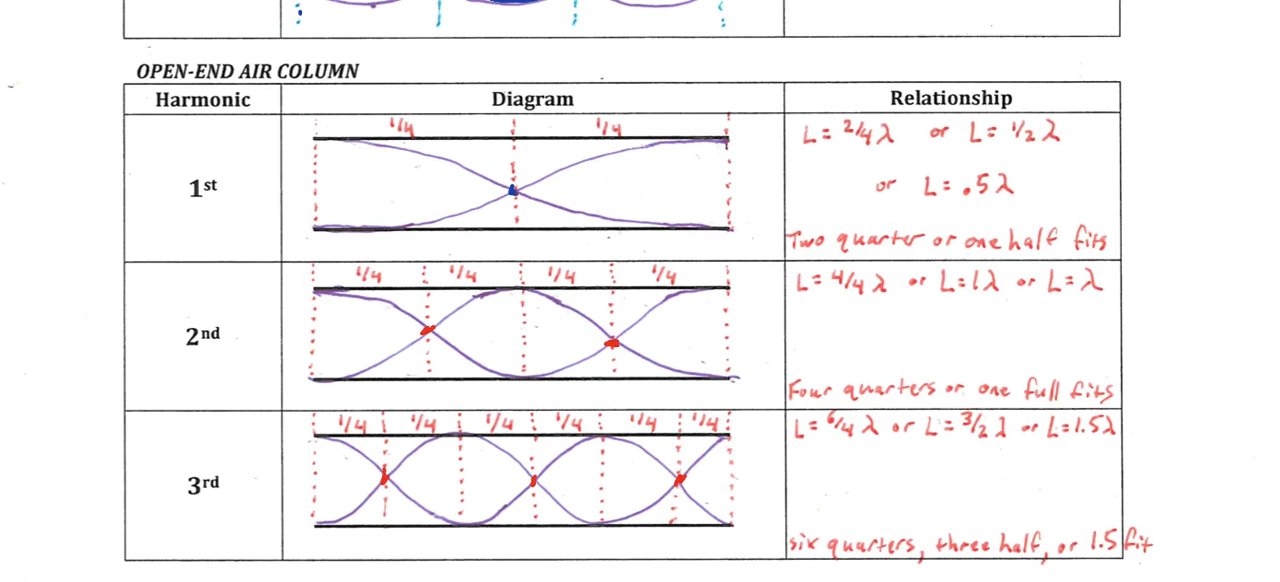 OPEN-END AIR COLUMN
Harmonic Diagram Relationship
1/4 1/4
L = 2/4 λ or L = 1/2 λ
1st
or L = .5 λ
Two quarter or one half fits
1/4 1/4 1/4 1/4
L = 4/4 λ or L = 1λ or L = λ
2nd
Four quarters or one full fits
1/4 1/4 1/4 1/4 1/4 1/4
L = 6/4 λ or L = 3/2 λ or L = 1.5λ
3rd
six quarters, three half, or 1.5 fit